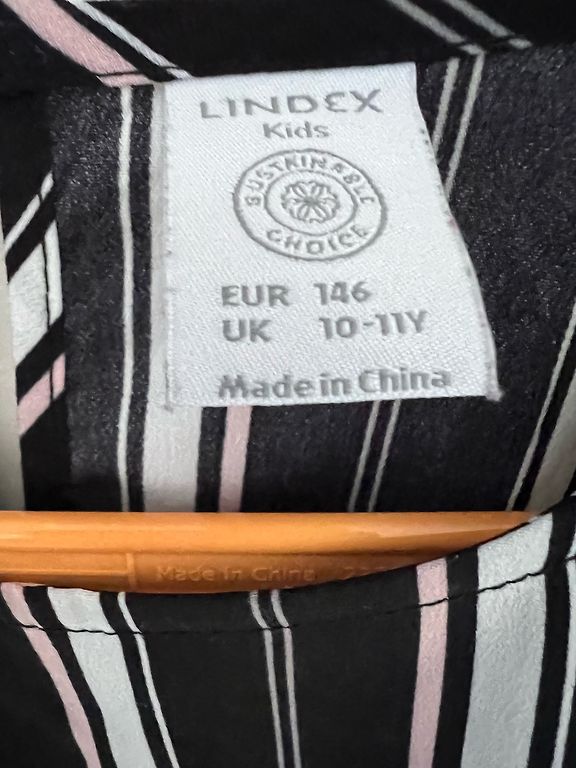 LINDEX
Kids
SUSTAINABLE
CHOICE
EUR 146
UK 10-11Y
Made in China
Made In China